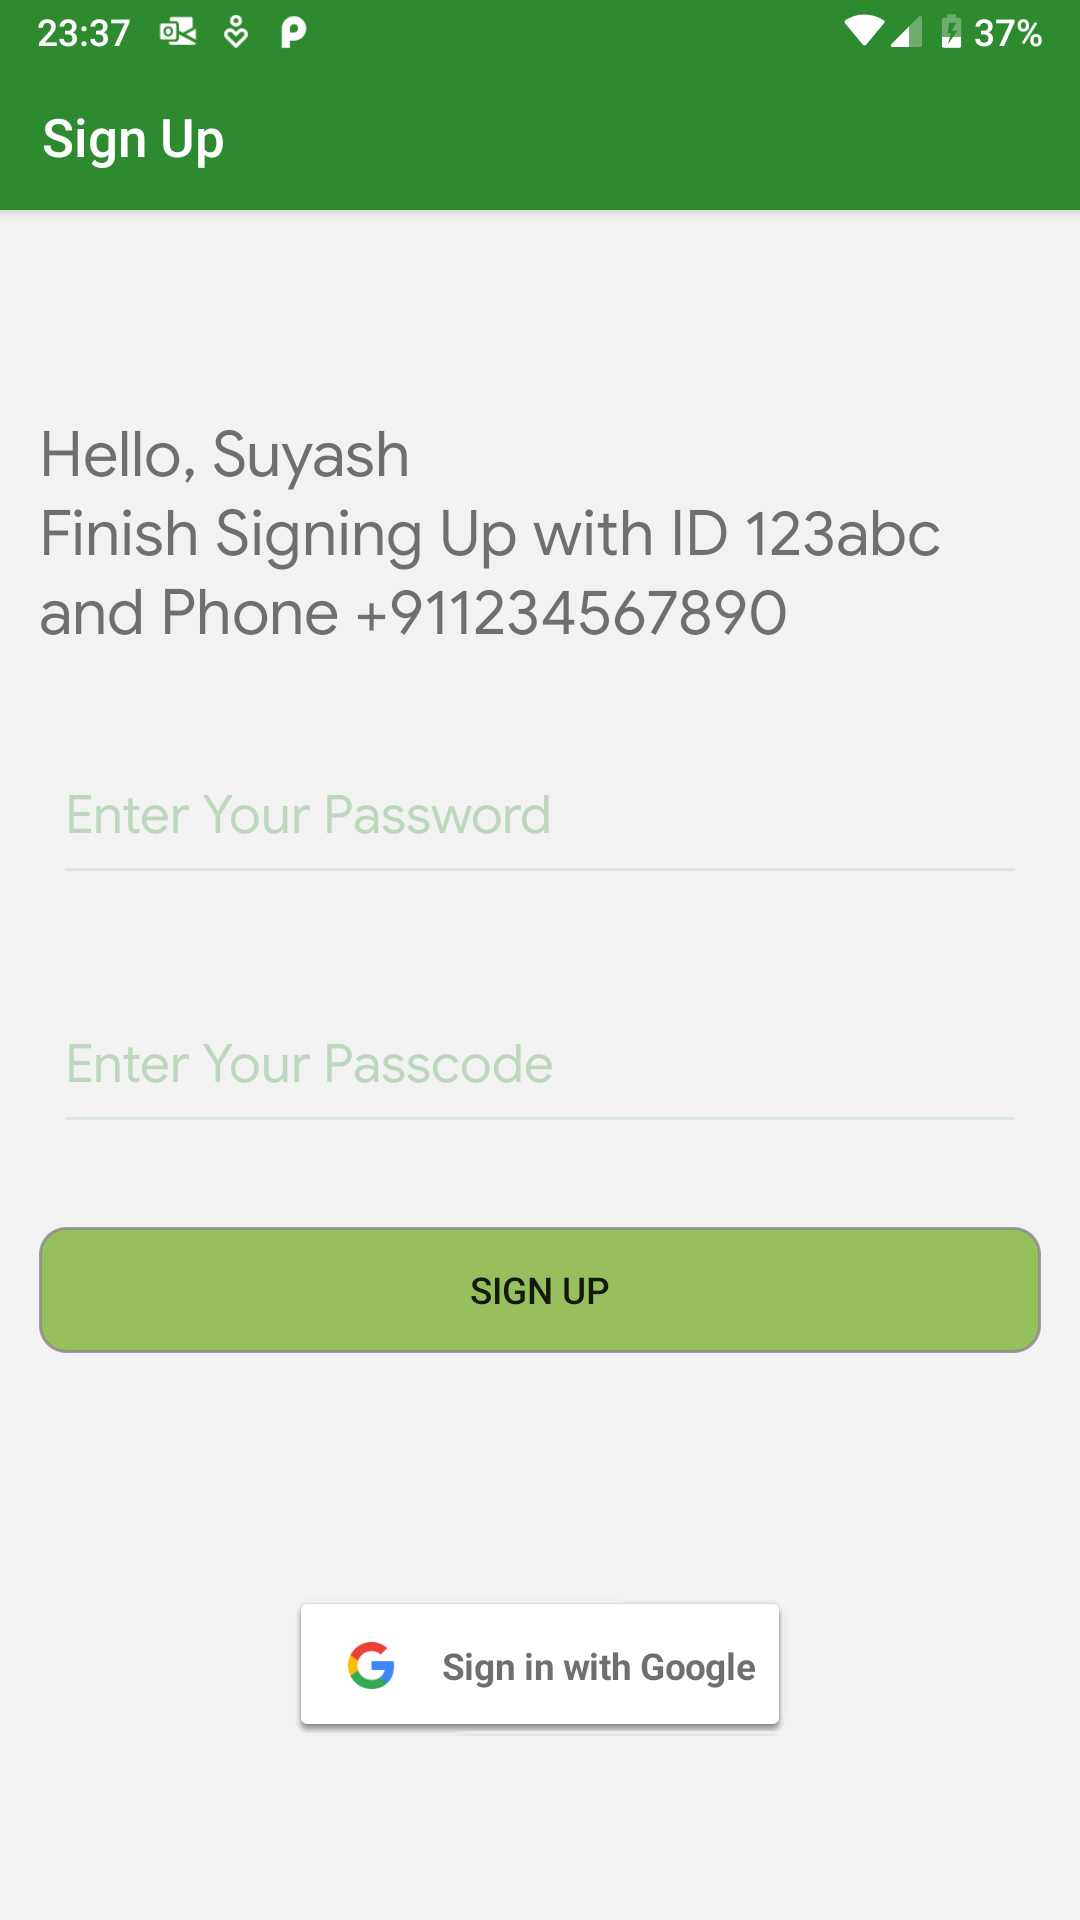 23:37 37%
Sign Up
Hello, Suyash
Finish Signing Up with ID 123abc
and Phone +911234567890
Enter Your Password
Enter Your Passcode
SIGN UP
Sign in with Google